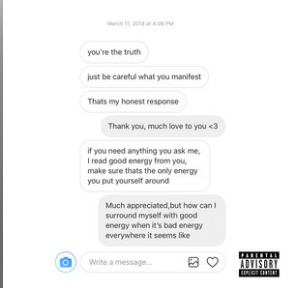 March 11, 2018 at 4:08 PM
you're the truth
just be careful what you manifest
Thats my honest response
Thank you, much love to you <3
if you need anything you ask me,
I read good energy from you,
make sure thats the only energy
you put yourself around
Much appreciated,but how can I
surround myself with good
energy when it's bad energy
everywhere it seems like
Write a message...
PARENTAL
ADVISORY
EXPLICIT CONTENT